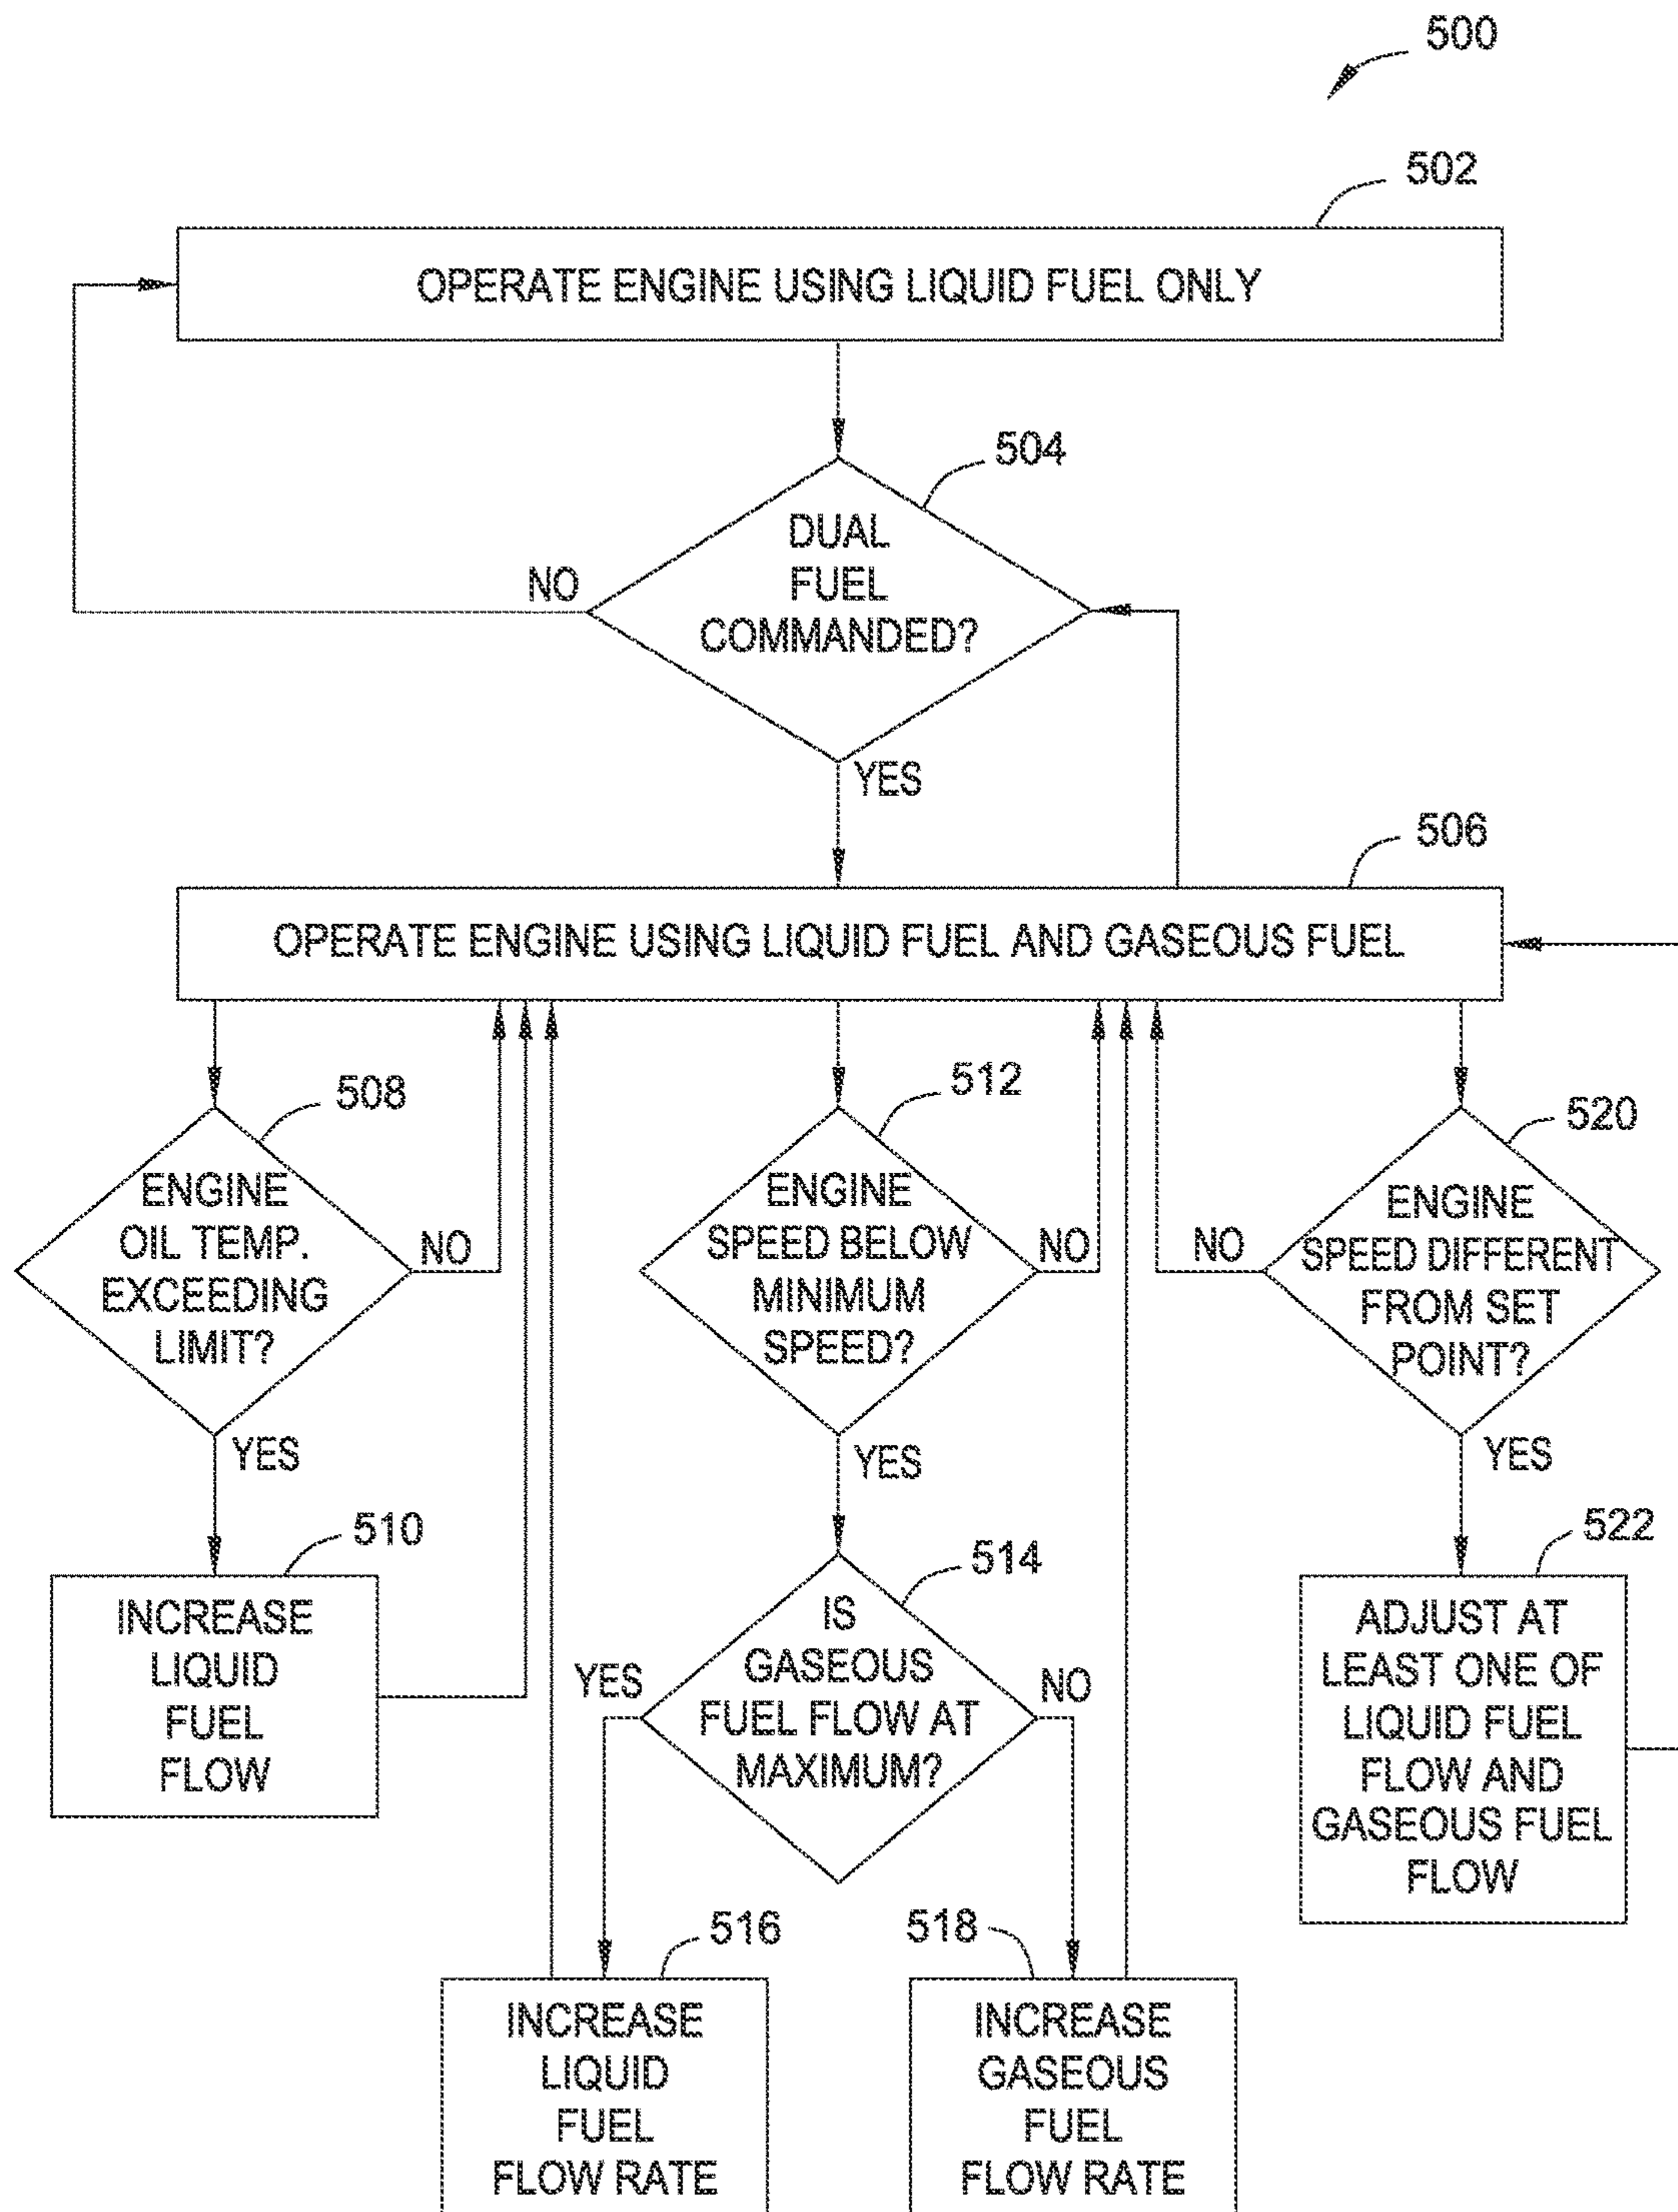 500
502
OPERATE ENGINE USING LIQUID FUEL ONLY
504
DUAL
FUEL
COMMANDED?
NO
YES
506
OPERATE ENGINE USING LIQUID FUEL AND GASEOUS FUEL
508
ENGINE
OIL TEMP.
EXCEEDING
LIMIT?
NO
YES
510
INCREASE
LIQUID
FUEL
FLOW
512
ENGINE
SPEED BELOW
MINIMUM
SPEED?
NO
YES
514
IS
GASEOUS
FUEL FLOW AT
MAXIMUM?
YES
NO
516
INCREASE
LIQUID
FUEL
FLOW RATE
518
INCREASE
GASEOUS
FUEL
FLOW RATE
520
ENGINE
SPEED DIFFERENT
FROM SET
POINT?
NO
YES
522
ADJUST AT
LEAST ONE OF
LIQUID FUEL
FLOW AND
GASEOUS FUEL
FLOW